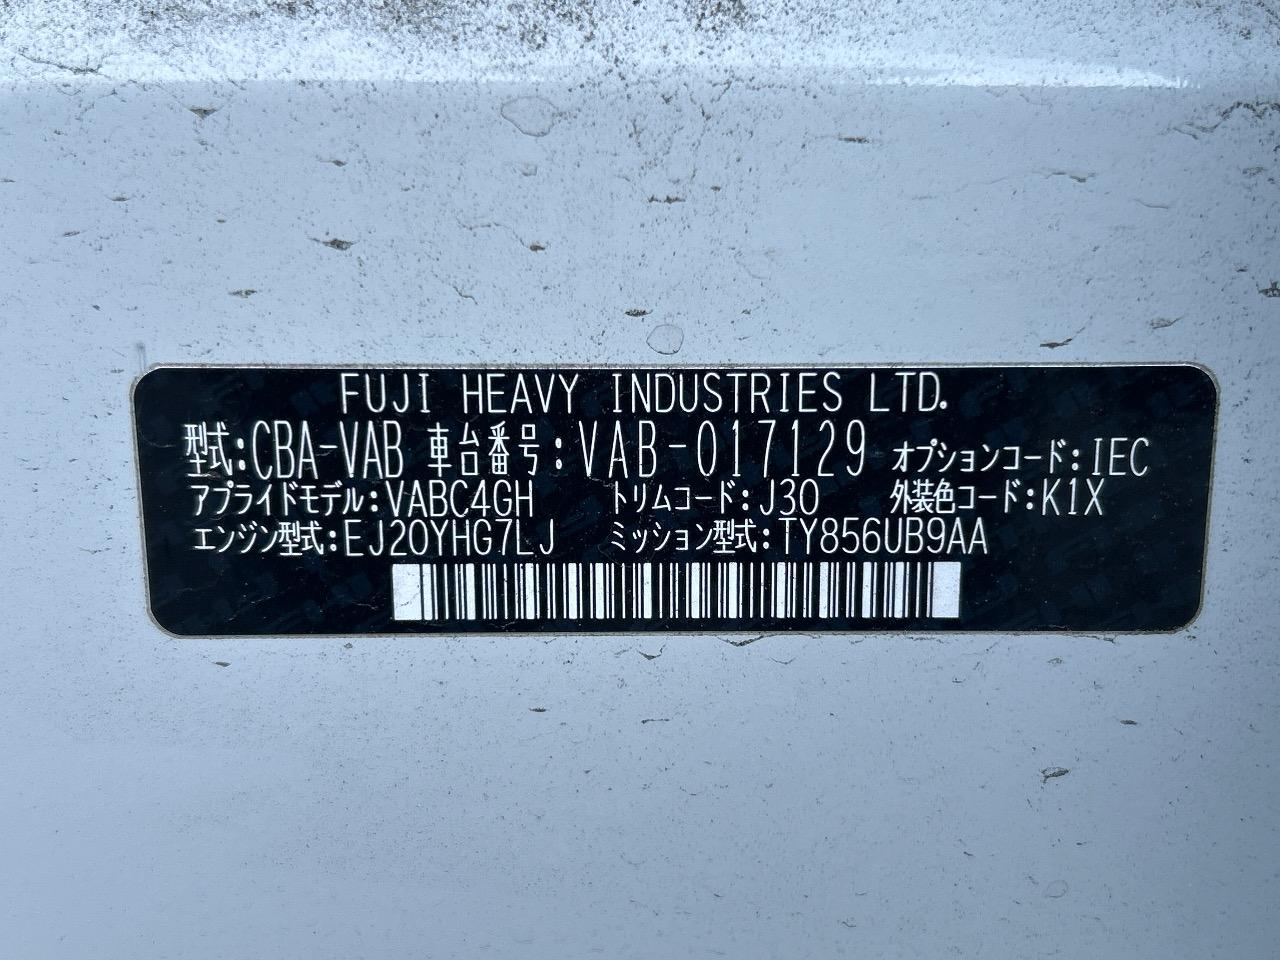 FUJI HEAVY INDUSTRIES LTD.
型式:CBA-VAB 車台番号:VAB-017129 オプションコード:IEC
アプライドモデル:VABC4GH トリムコード:J30 外装色コード:K1X
エンジン型式:EJ20YHG7LJ ミッション型式:TY856UB9AA